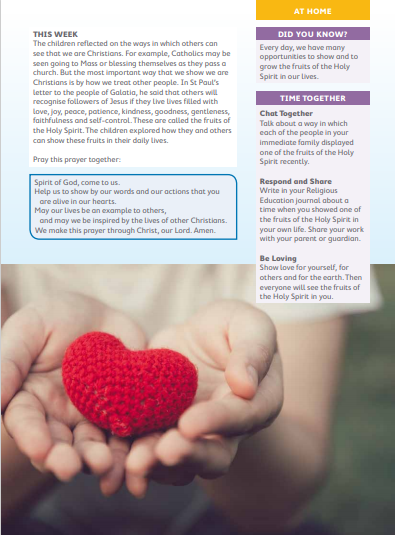 AT HOME
THIS WEEK
The children reflected on the ways in which others can
see that we are Christians. For example, Catholics may be
seen going to Mass or blessing themselves as they pass a
church. But the most important way that we show we are
Christians is by how we treat other people. In St Paul's
letter to the people of Galatia, he said that others will
recognise followers of Jesus if they live lives filled with
love, joy, peace, patience, kindness, goodness, gentleness,
faithfulness and self-control. These are called the fruits of
the Holy Spirit. The children explored how they and others
can show these fruits in their daily lives.
Pray this prayer together:
Spirit of God, come to us.
Help us to show by our words and our actions that you
are alive in our hearts.
May our lives be an example to others,
and may we be inspired by the lives of other Christians.
We make this prayer through Christ, our Lord. Amen.
DID YOU KNOW?
Every day, we have many
opportunities to show and to
grow the fruits of the Holy
Spirit in our lives.
TIME TOGETHER
Chat Together
Talk about a way in which
each of the people in your
immediate family displayed
one of the fruits of the Holy
Spirit recently.
Respond and Share
Write in your Religious
Education journal about a
time when you showed one of
the fruits of the Holy Spirit in
your own life. Share your work
with your parent or guardian.
Be Loving
Show love for yourself, for
others and for the earth. Then
everyone will see the fruits of
the Holy Spirit in you.